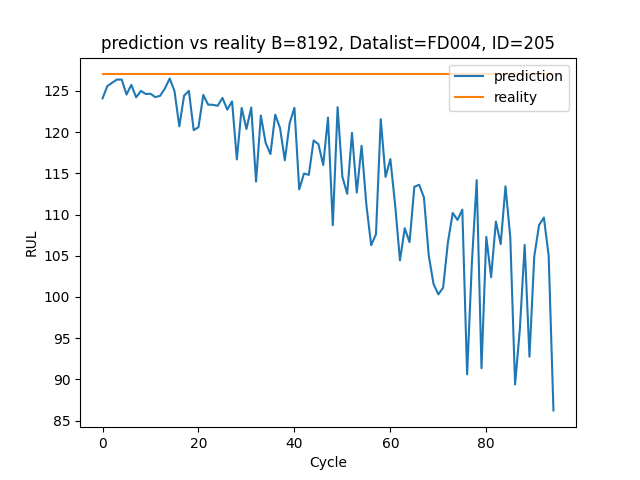 prediction vs reality B=8192, Datalist=FD004, ID=205
prediction
reality
RUL
125
120
115
110
105
100
95
90
85
0 20 40 60 80
Cycle